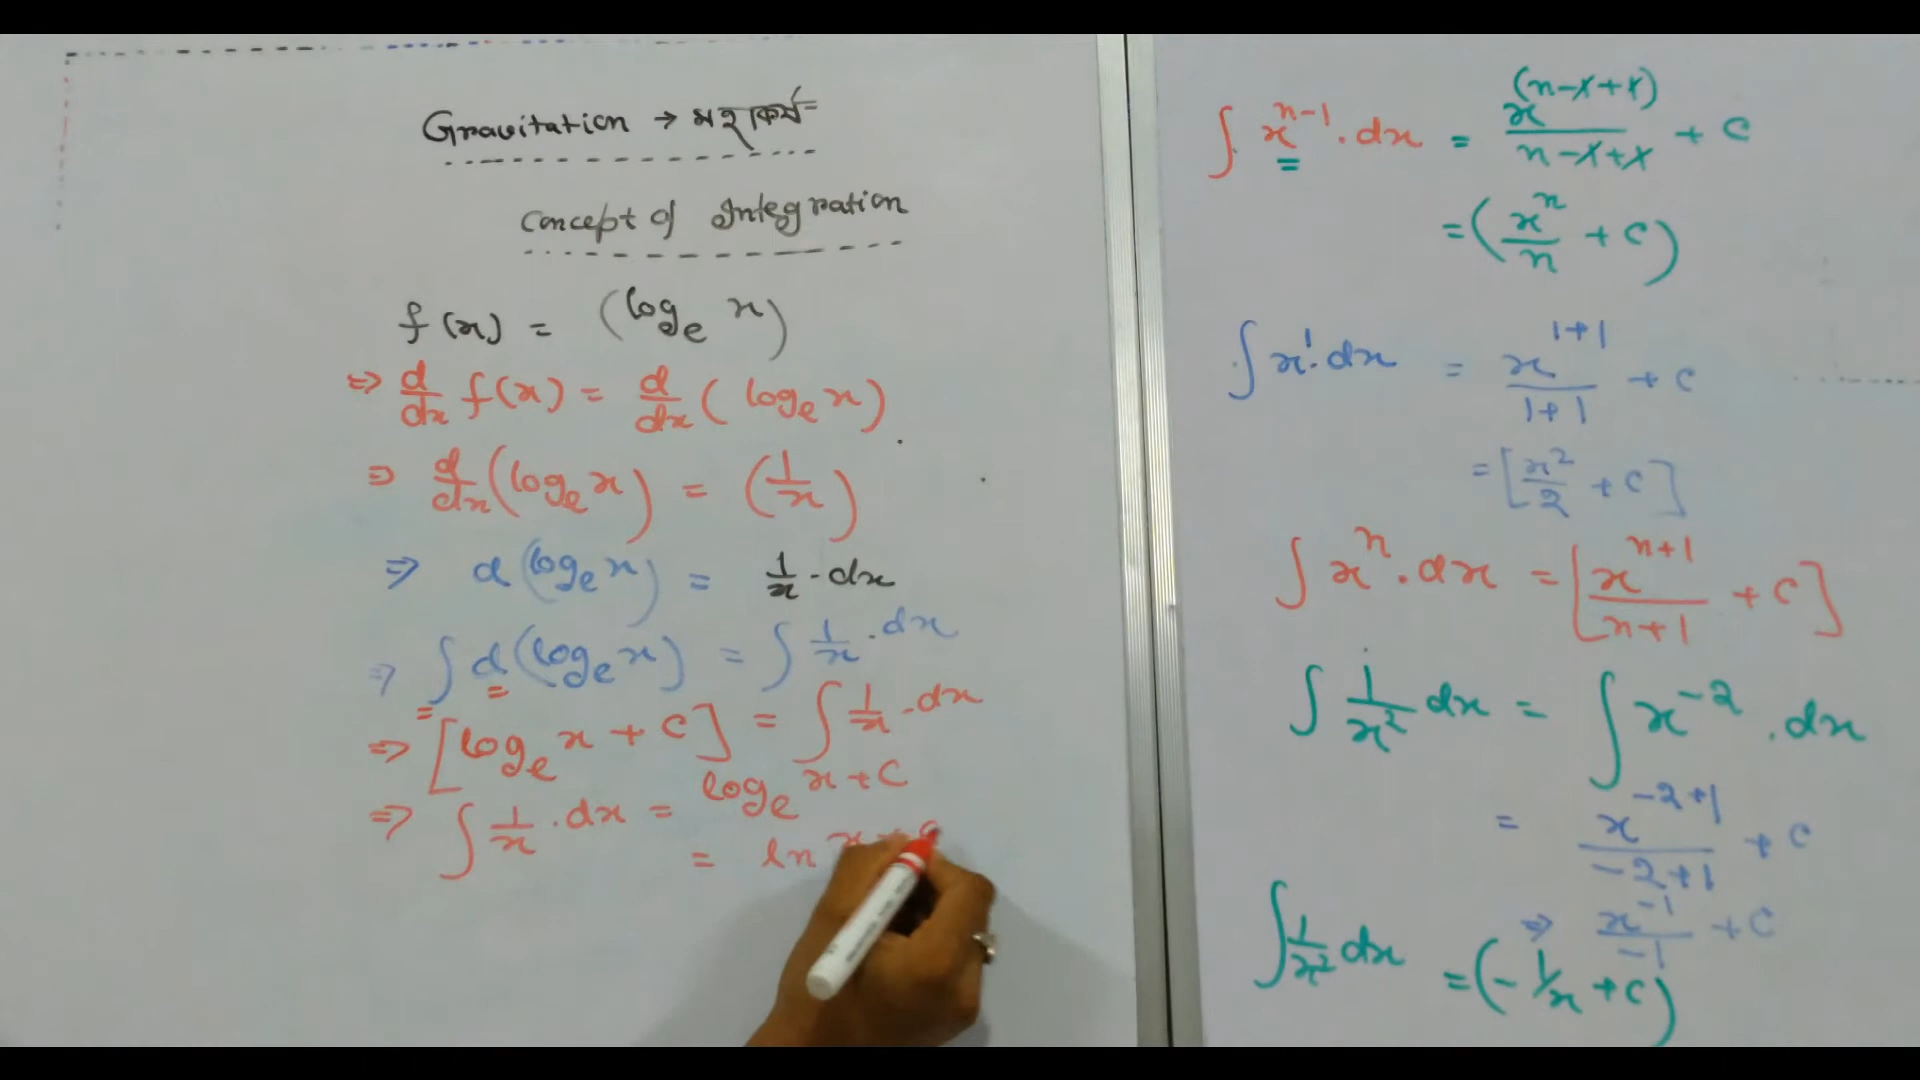 Gravitation → মহাকর্ষ
Concept of Integration
f(x) = (logₑ x)
⇒ d/dx f(x) = d/dx (logₑ x)
⇒ d/dx (logₑ x) = (1/x)
⇒ d(logₑ x) = 1/x · dx
⇒ ∫ d(logₑ x) = ∫ 1/x · dx
⇒ [logₑ x + c] = ∫ 1/x · dx
⇒ ∫ 1/x · dx = logₑ x + c
= ln x +
∫ xⁿ⁻¹ · dx = x⁽ⁿ⁻¹⁺¹⁾/(n-1+1) + c
= (xⁿ/n + c)
∫ x¹ · dx = x¹⁺¹/(1+1) + c
= [x²/2 + c]
∫ xⁿ · dx = [xⁿ⁺¹/(n+1) + c]
∫ 1/x² dx = ∫ x⁻² · dx
= x⁻²⁺¹/(-2+1) + c
⇒ x⁻¹/-1 + c
∫ 1/x² dx = (-1/x + c)